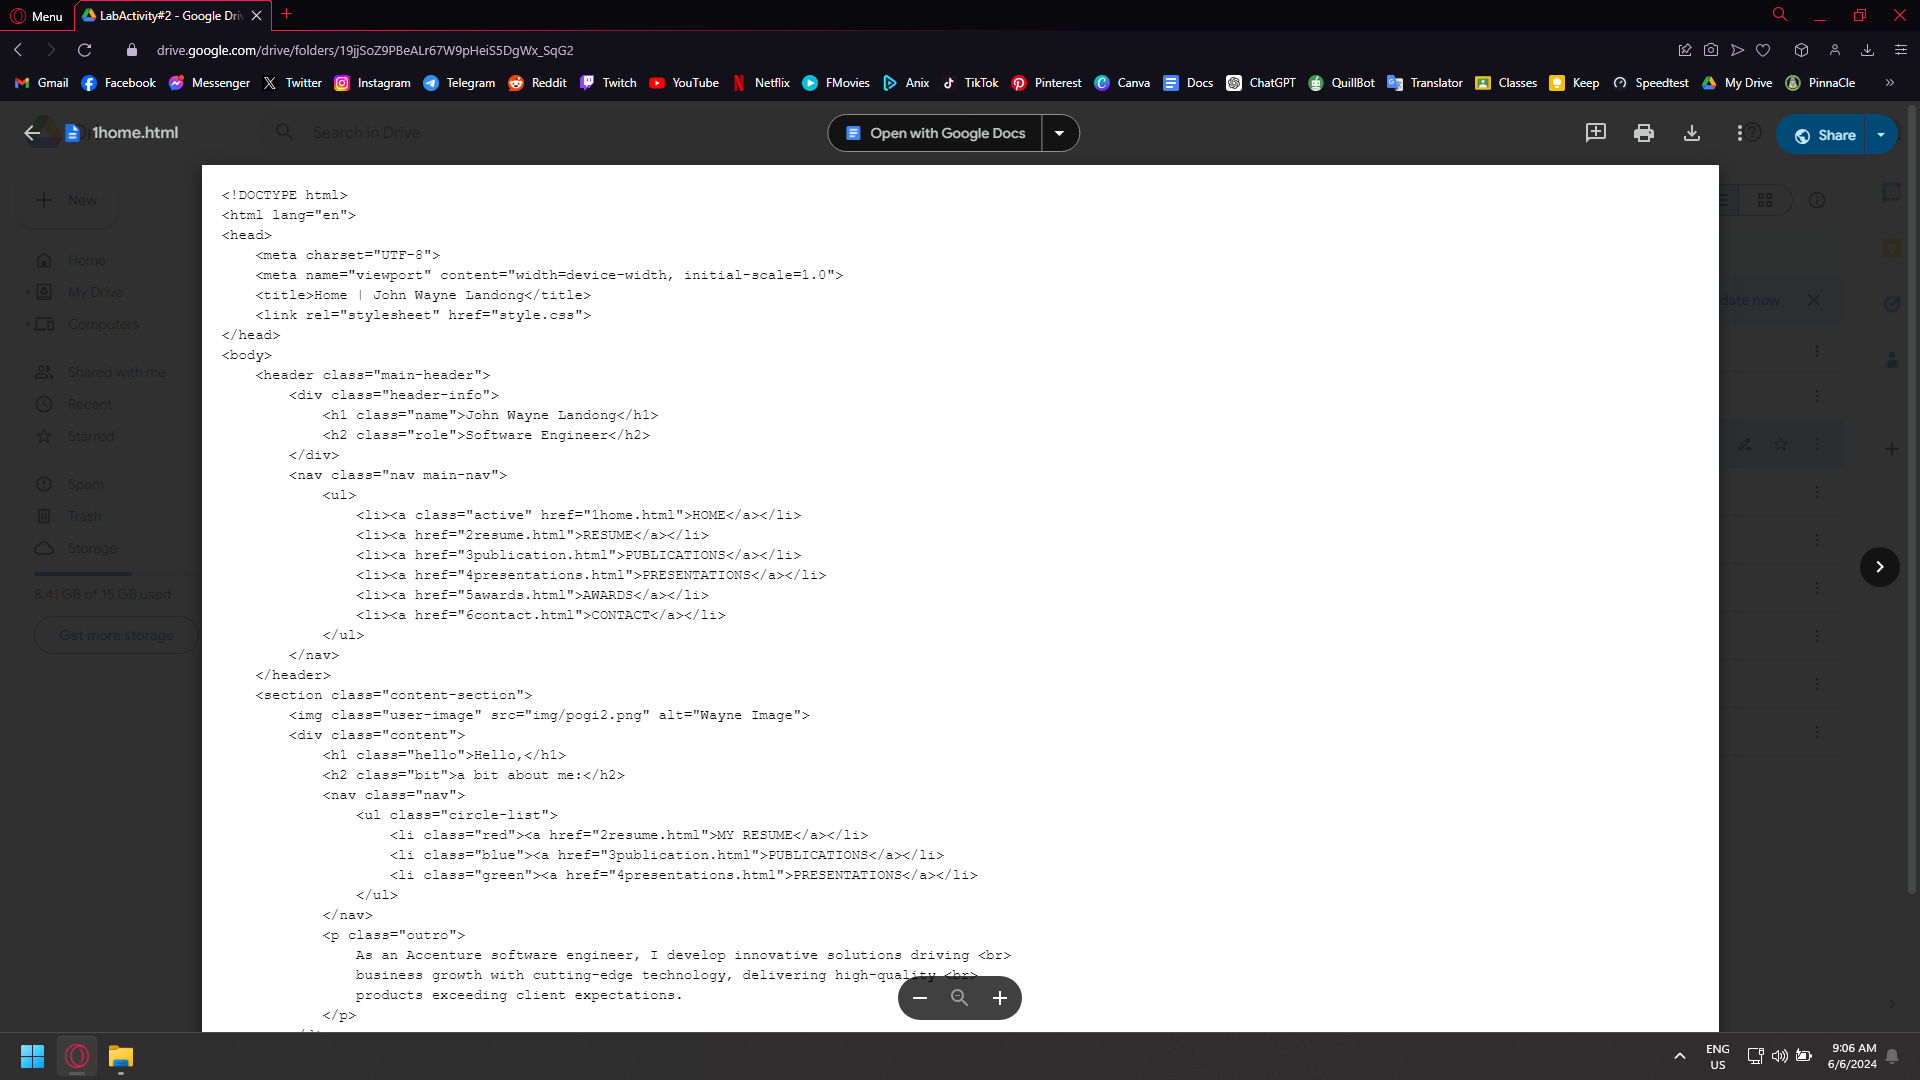 Menu
LabActivity#2 - Google Dri
drive.google.com/drive/folders/19jjSoZ9PBeALr67W9pHeiS5DgWx_SqG2
Gmail Facebook Messenger Twitter Instagram Telegram Reddit Twitch YouTube Netflix FMovies Anix TikTok Pinterest Canva Docs ChatGPT QuillBot Translator Classes Keep Speedtest My Drive PinnaCle
1home.html
Search in Drive
Open with Google Docs
Share
New
Home
My Drive
Computers
Shared with me
Recent
Starred
Spam
Trash
Storage
8.41 GB of 15 GB used
Get more storage
date now
<!DOCTYPE html>
<html lang="en">
<head>
    <meta charset="UTF-8">
    <meta name="viewport" content="width=device-width, initial-scale=1.0">
    <title>Home | John Wayne Landong</title>
    <link rel="stylesheet" href="style.css">
</head>
<body>
    <header class="main-header">
        <div class="header-info">
            <h1 class="name">John Wayne Landong</h1>
            <h2 class="role">Software Engineer</h2>
        </div>
        <nav class="nav main-nav">
            <ul>
                <li><a class="active" href="1home.html">HOME</a></li>
                <li><a href="2resume.html">RESUME</a></li>
                <li><a href="3publication.html">PUBLICATIONS</a></li>
                <li><a href="4presentations.html">PRESENTATIONS</a></li>
                <li><a href="5awards.html">AWARDS</a></li>
                <li><a href="6contact.html">CONTACT</a></li>
            </ul>
        </nav>
    </header>
    <section class="content-section">
        <img class="user-image" src="img/pogi2.png" alt="Wayne Image">
        <div class="content">
            <h1 class="hello">Hello,</h1>
            <h2 class="bit">a bit about me:</h2>
            <nav class="nav">
                <ul class="circle-list">
                    <li class="red"><a href="2resume.html">MY RESUME</a></li>
                    <li class="blue"><a href="3publication.html">PUBLICATIONS</a></li>
                    <li class="green"><a href="4presentations.html">PRESENTATIONS</a></li>
                </ul>
            </nav>
            <p class="outro">
                As an Accenture software engineer, I develop innovative solutions driving <br>
                business growth with cutting-edge technology, delivering high-quality <br>
                products exceeding client expectations.
            </p>
ENG
US
9:06 AM
6/6/2024